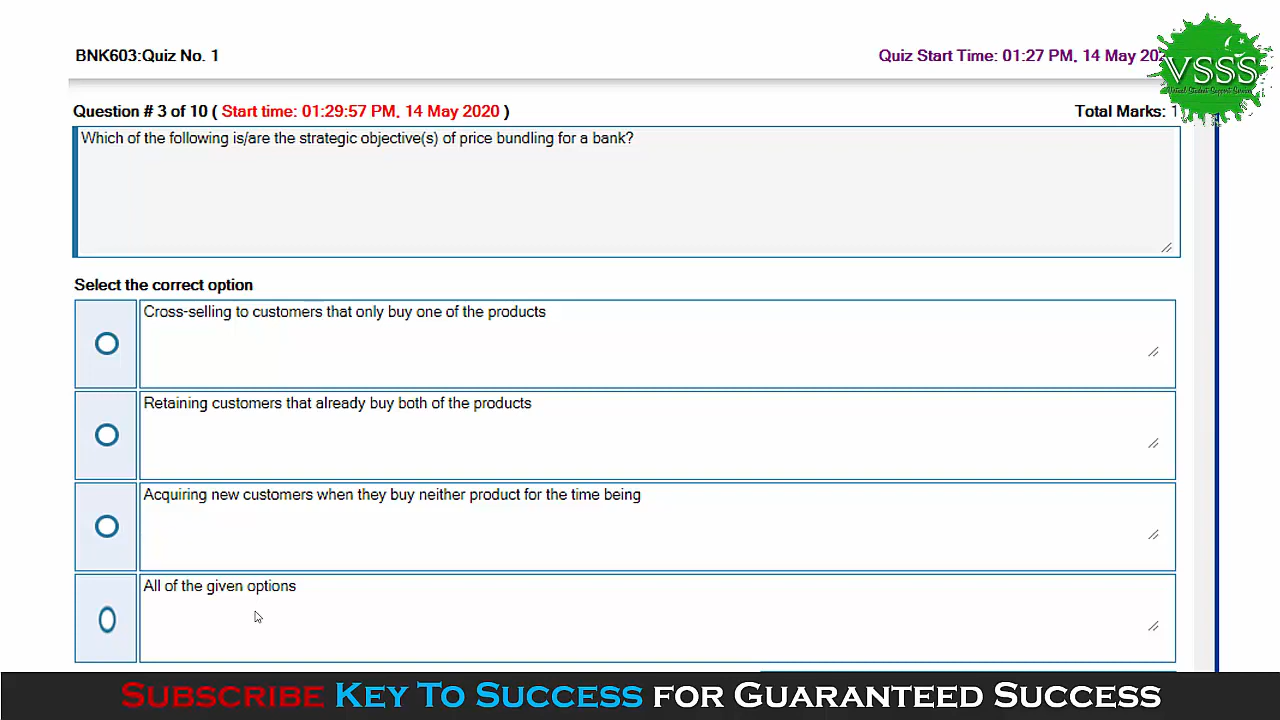 BNK603:Quiz No. 1
Quiz Start Time: 01:27 PM, 14 May
VSSS
Virtual Student Support Services
Question # 3 of 10 ( Start time: 01:29:57 PM, 14 May 2020 )
Total Marks: 1
Which of the following is/are the strategic objective(s) of price bundling for a bank?
Select the correct option
Cross-selling to customers that only buy one of the products
Retaining customers that already buy both of the products
Acquiring new customers when they buy neither product for the time being
All of the given options
SUBSCRIBE KEY TO SUCCESS FOR GUARANTEED SUCCESS